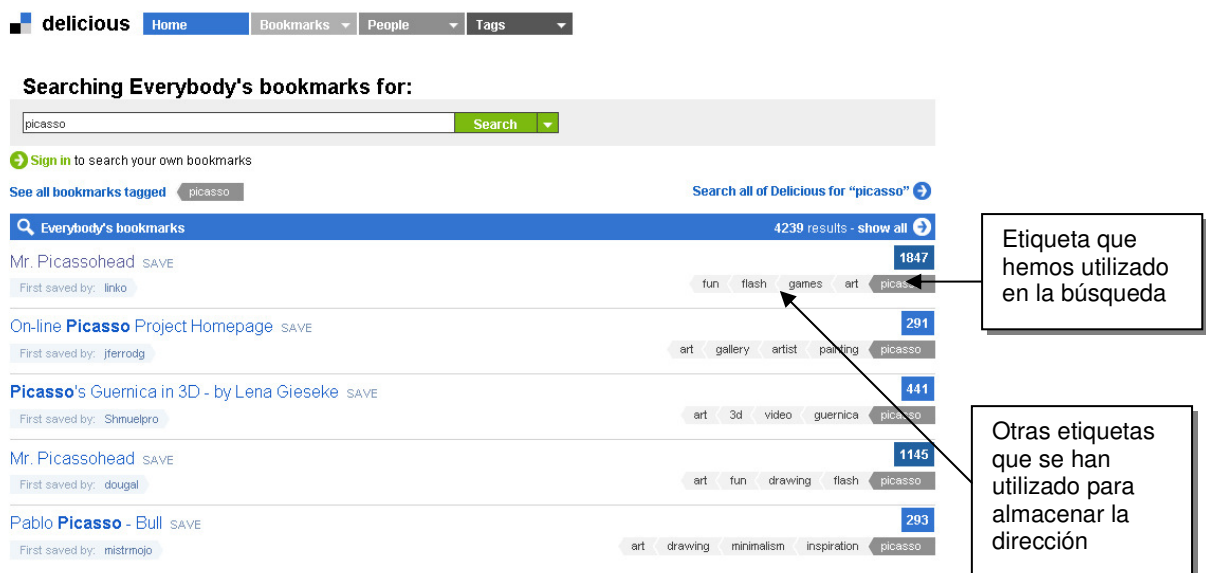 delicious Home Bookmarks People Tags
Searching Everybody's bookmarks for:
picasso Search
Sign in to search your own bookmarks
See all bookmarks tagged picasso Search all of Delicious for "picasso"
Everybody's bookmarks 4239 results - show all
Mr. Picassohead SAVE 1847
First saved by: linko fun flash games art picasso
On-line Picasso Project Homepage SAVE 291
First saved by: jferrodg art gallery artist painting picasso
Picasso's Guernica in 3D - by Lena Gieseke SAVE 441
First saved by: Shmuelpro art 3d video guernica picasso
Mr. Picassohead SAVE 1145
First saved by: dougal art fun drawing flash picasso
Pablo Picasso - Bull SAVE 293
First saved by: mistrmojo art drawing minimalism inspiration picasso
Etiqueta que
hemos utilizado
en la búsqueda
Otras etiquetas
que se han
utilizado para
almacenar la
dirección